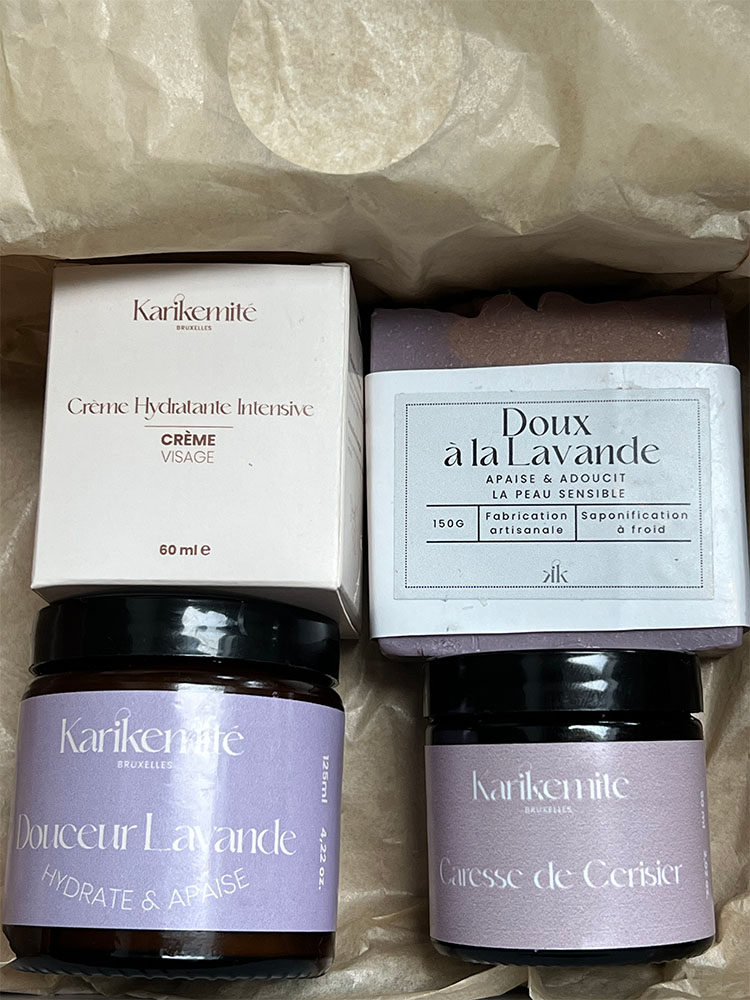 Karikemité
BRUXELLES
Crème Hydratante Intensive
CRÈME
VISAGE
60 ml e
Doux
à la Lavande
APAISE & ADOUCIT
LA PEAU SENSIBLE
150G
Fabrication
artisanale
Saponification
à froid
Karikemité
BRUXELLES
Douceur Lavande
HYDRATE & APAISE
125ml 4,22 oz.
Karikemité
BRUXELLES
Caresse de Cerisier